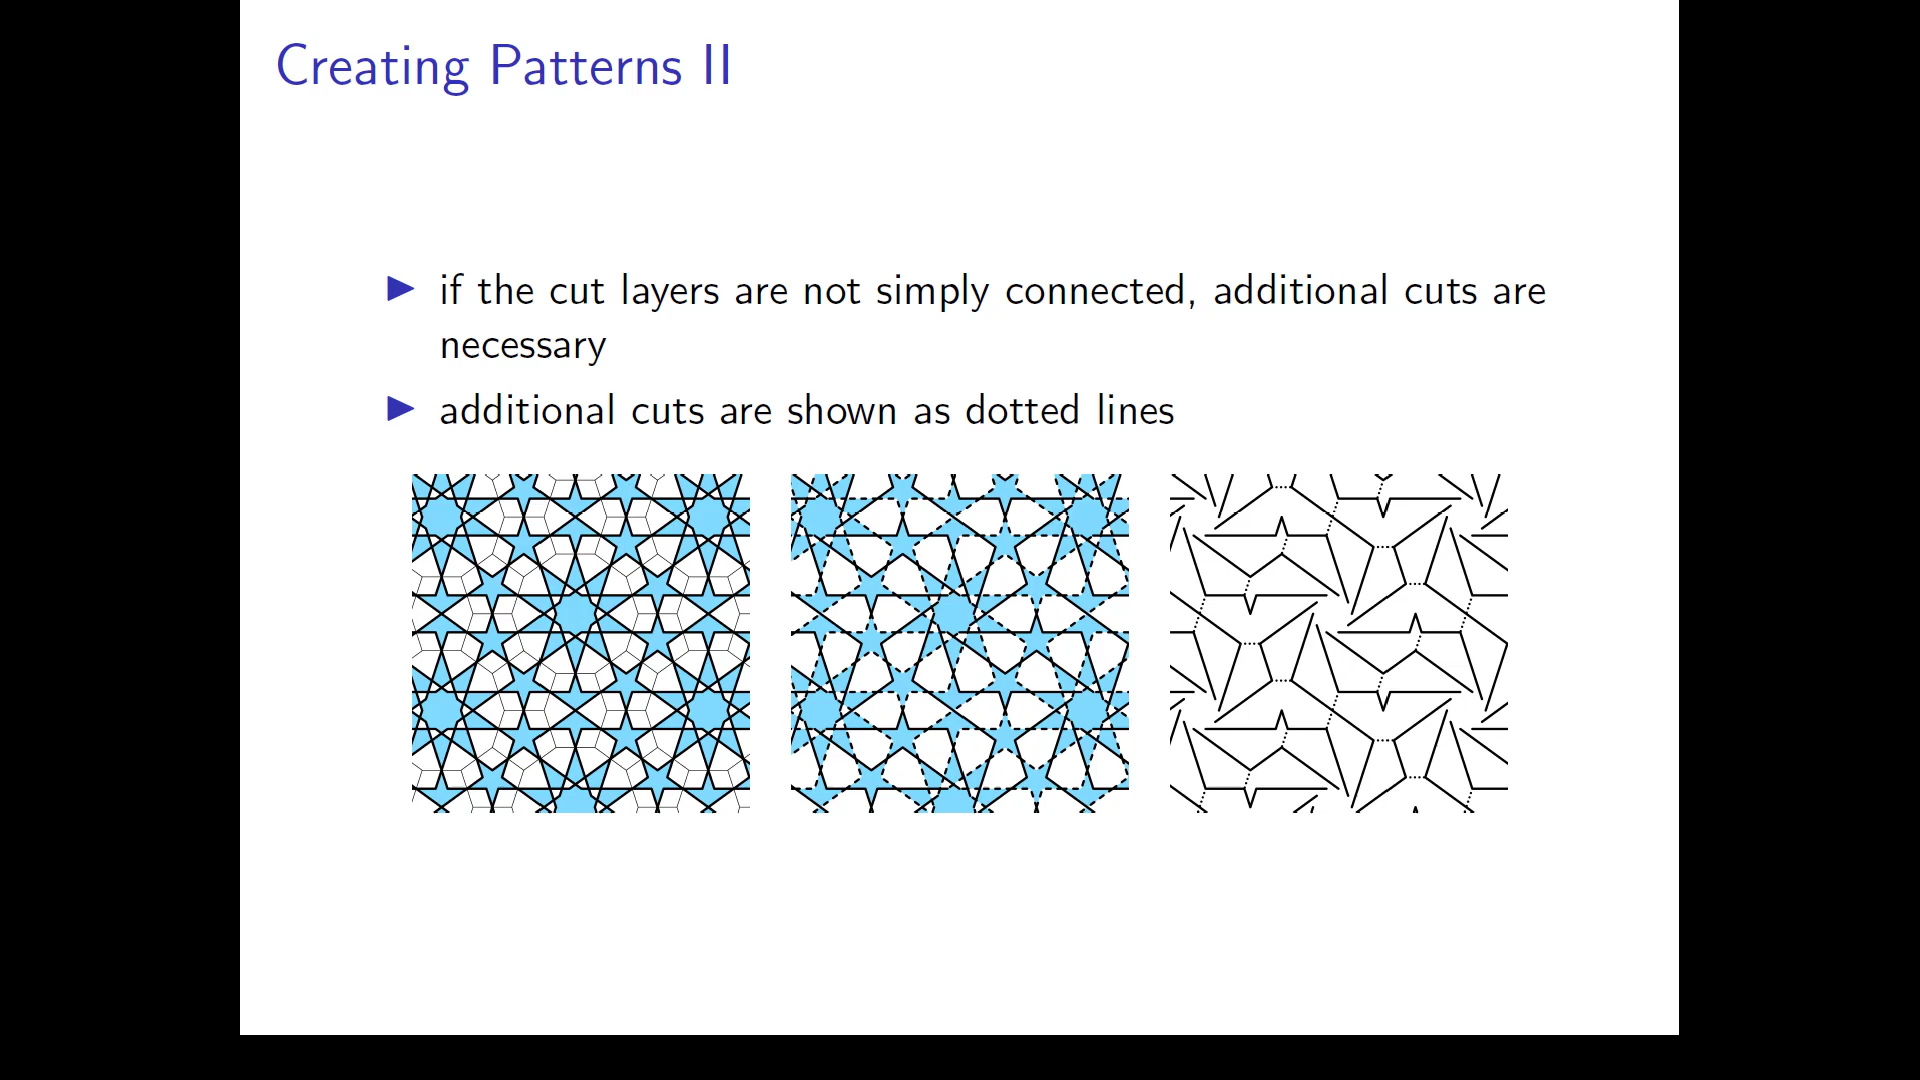 Creating Patterns II
if the cut layers are not simply connected, additional cuts are
necessary
additional cuts are shown as dotted lines